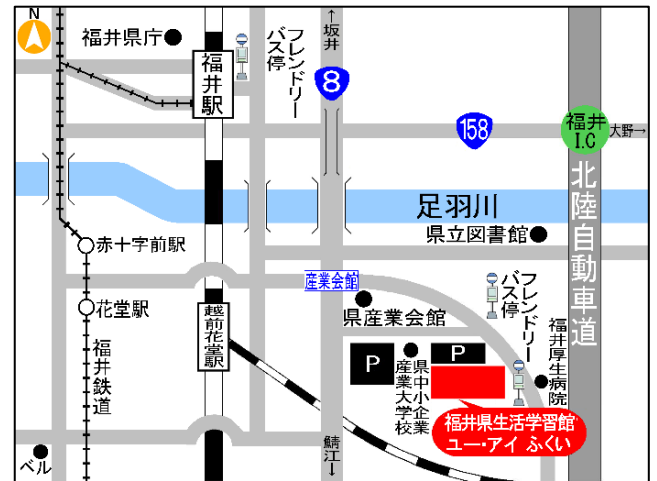 N
福井県庁
福井駅
フレンドリー
バス停
↑坂井
8
158
福井
I.C
大野→
北陸自動車道
足羽川
県立図書館
赤十字前駅
産業会館
フレンドリー
バス停
花堂駅
越前花堂駅
県産業会館
福井厚生病院
福井鉄道
P
県中小企業
産業大学校
P
福井県生活学習館
ユー・アイ ふくい
鯖江↓
ベル